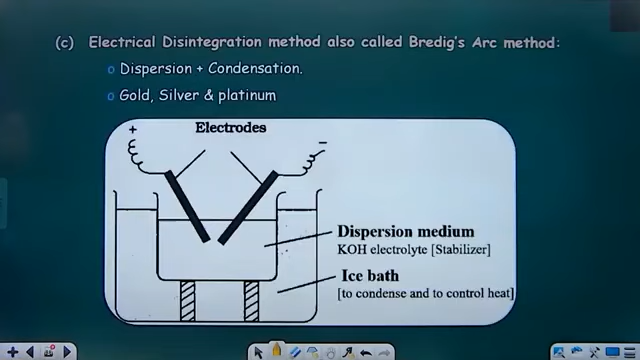 (c) Electrical Disintegration method also called Bredig's Arc method:
o Dispersion + Condensation.
o Gold, Silver & platinum
+ Electrodes −
Dispersion medium
KOH electrolyte [Stabilizer]
Ice bath
[to condense and to control heat]